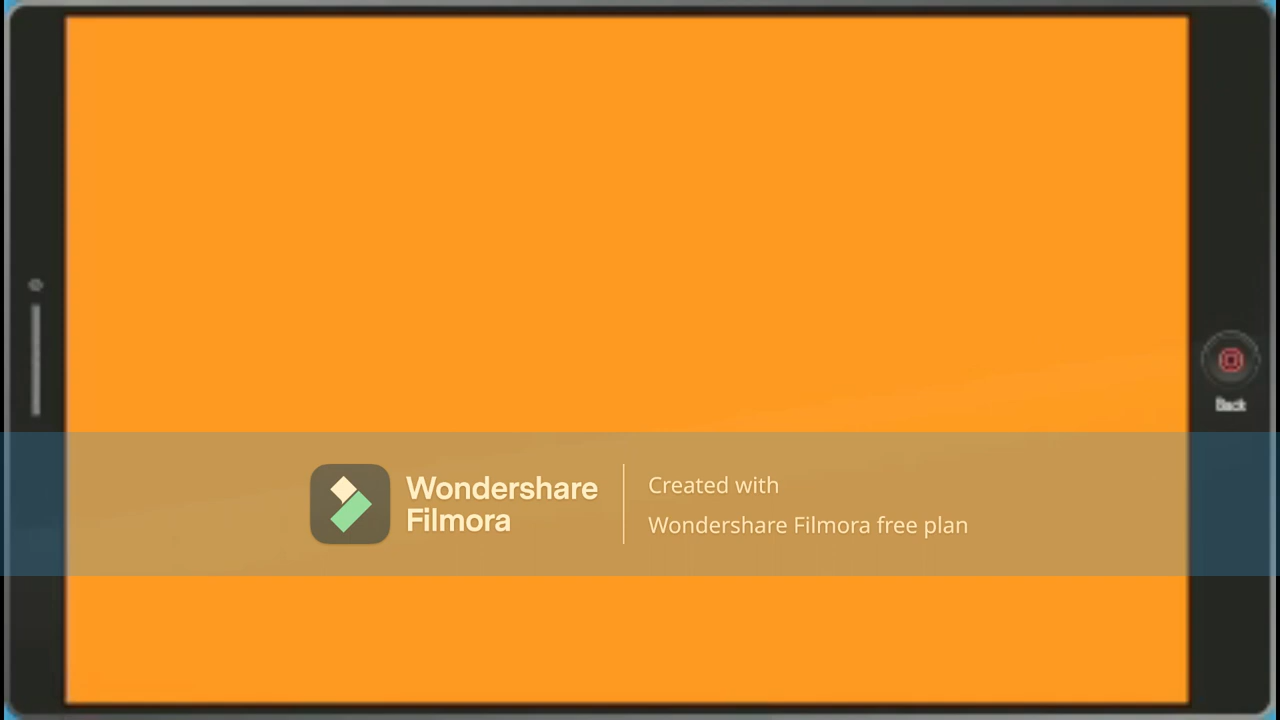 Wondershare
Filmora
Created with
Wondershare Filmora free plan
Back